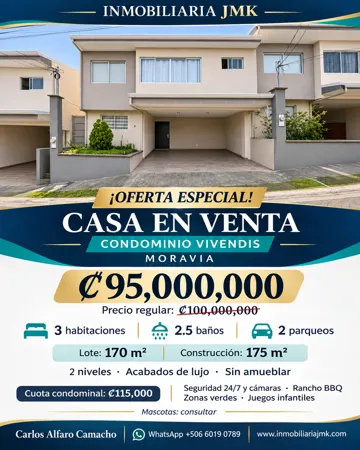 INMOBILIARIA JMK
¡OFERTA ESPECIAL!
CASA EN VENTA
CONDOMINIO VIVENDIS
MORAVIA
₡95,000,000
Precio regular: ₡100,000,000
3 habitaciones
2.5 baños
2 parqueos
Lote: 170 m²
Construcción: 175 m²
2 niveles · Acabados de lujo · Sin amueblar
Cuota condominal: ₡115,000
Seguridad 24/7 y cámaras · Rancho BBQ
Zonas verdes · Juegos infantiles
Mascotas: consultar
Carlos Alfaro Camacho
WhatsApp +506 6019 0789
www.inmobiliariajmk.com